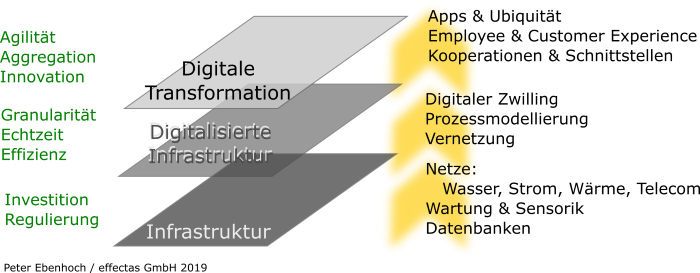 Agilität
Aggregation
Innovation
Digitale
Transformation
Apps & Ubiquität
Employee & Customer Experience
Kooperationen & Schnittstellen
Granularität
Echtzeit
Effizienz
Digitalisierte
Infrastruktur
Digitaler Zwilling
Prozessmodellierung
Vernetzung
Investition
Regulierung
Infrastruktur
Netze:
Wasser, Strom, Wärme, Telecom
Wartung & Sensorik
Datenbanken
Peter Ebenhoch / effectas GmbH 2019